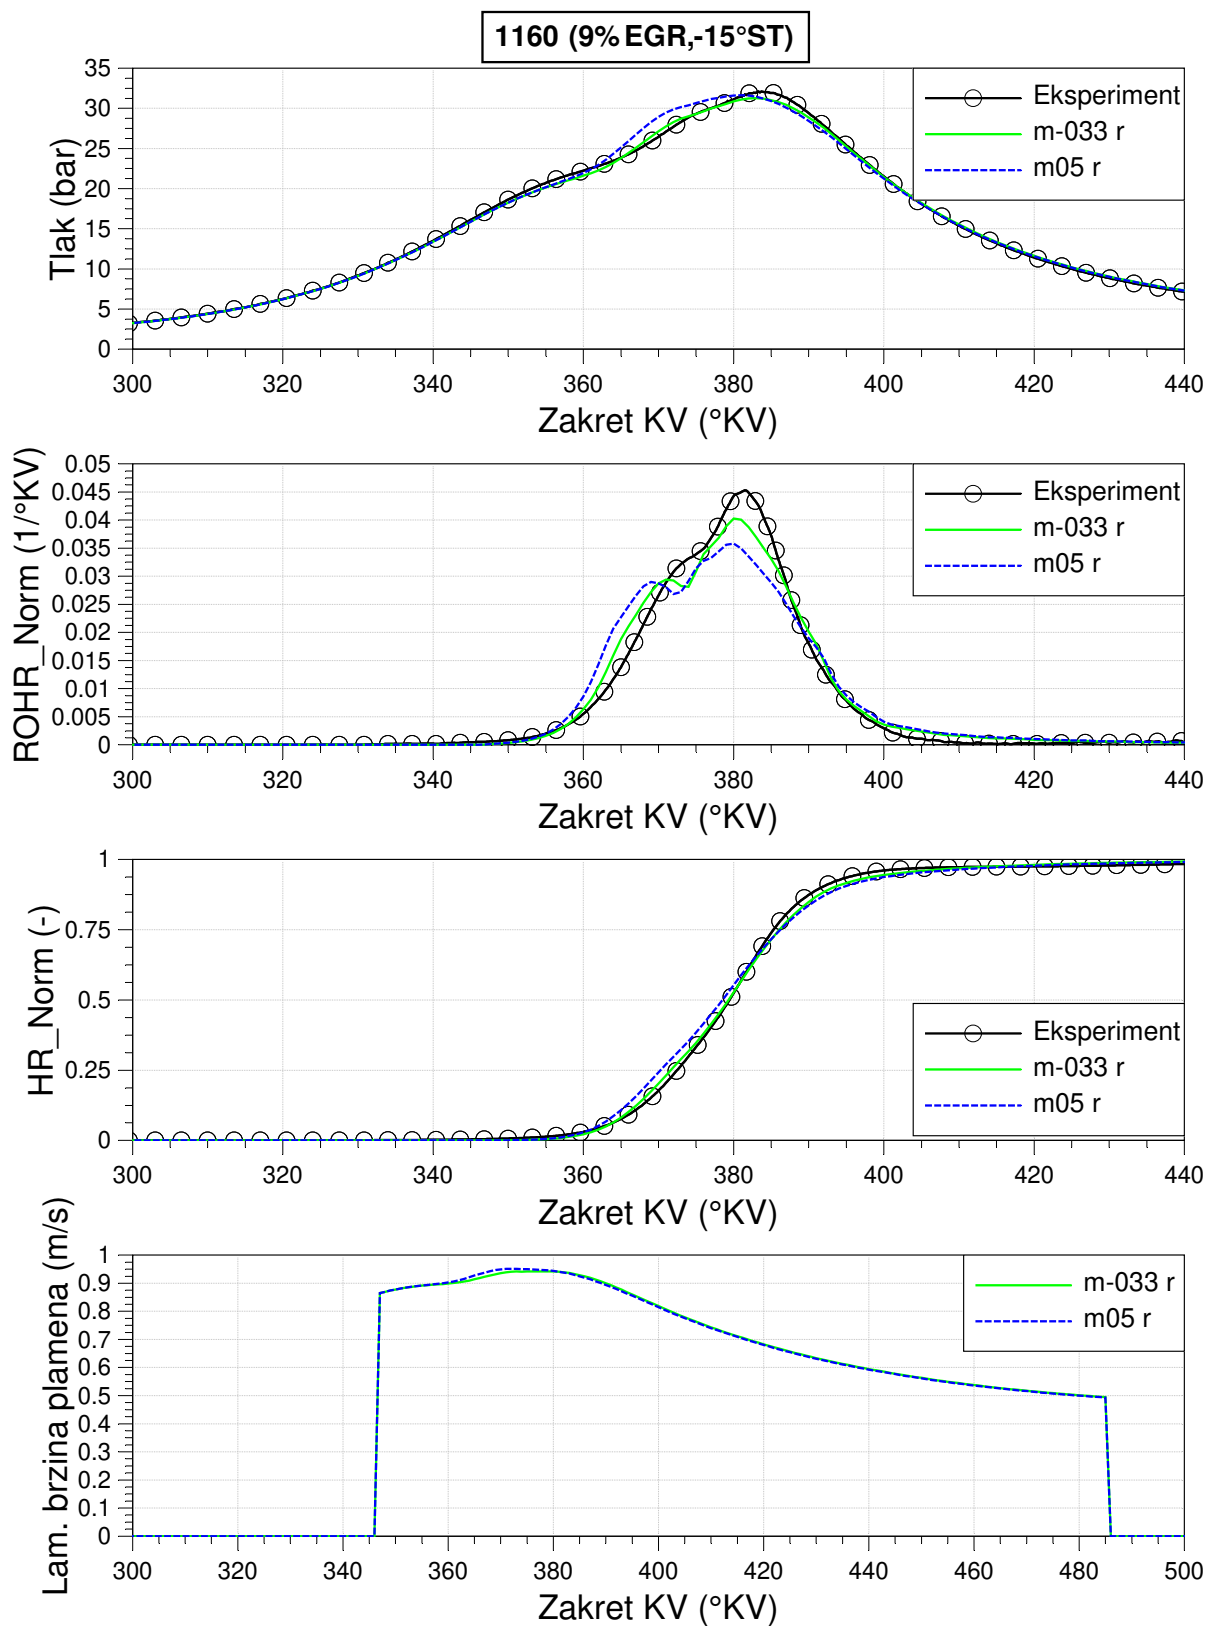 1160 (9% EGR,-15°ST)
35
30
25
20
15
10
5
0
Tlak (bar)
Eksperiment
m-033 r
m05 r
300 320 340 360 380 400 420 440
Zakret KV (°KV)
0.05
0.045
0.04
0.035
0.03
0.025
0.02
0.015
0.01
0.005
0
ROHR_Norm (1/°KV)
Eksperiment
m-033 r
m05 r
300 320 340 360 380 400 420 440
Zakret KV (°KV)
1
0.75
0.5
0.25
0
HR_Norm (-)
Eksperiment
m-033 r
m05 r
300 320 340 360 380 400 420 440
Zakret KV (°KV)
1
0.9
0.8
0.7
0.6
0.5
0.4
0.3
0.2
0.1
0
Lam. brzina plamena (m/s)
m-033 r
m05 r
300 320 340 360 380 400 420 440 460 480 500
Zakret KV (°KV)